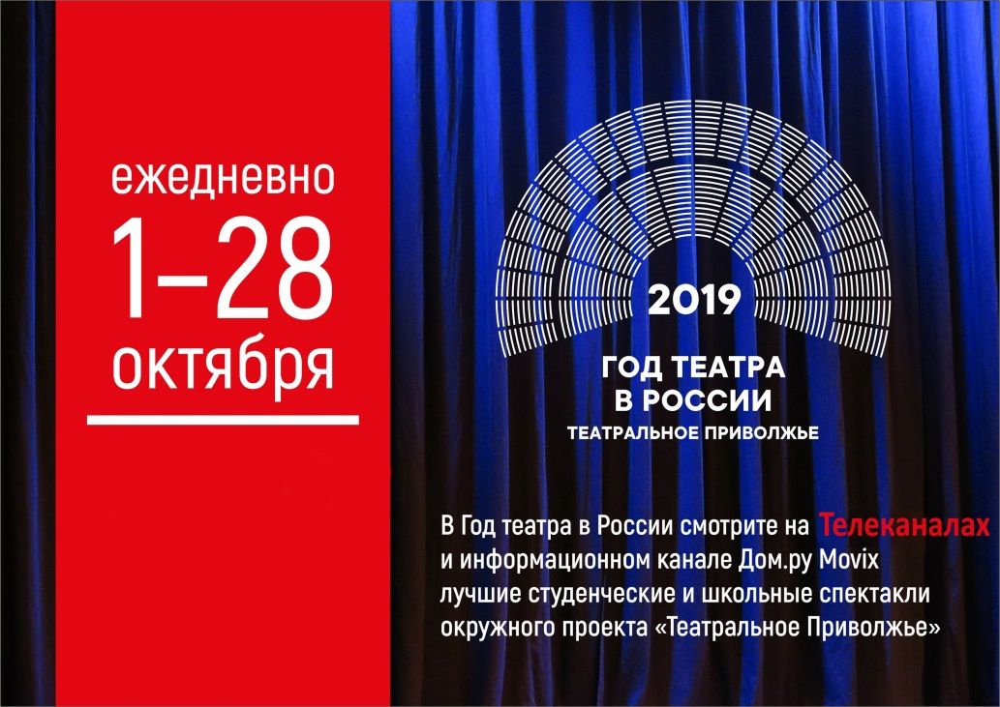 ежедневно
1–28
октября
2019
ГОД ТЕАТРА
В РОССИИ
ТЕАТРАЛЬНОЕ ПРИВОЛЖЬЕ
В Год театра в России смотрите на Телеканалах
и информационном канале Дом.ру Movix
лучшие студенческие и школьные спектакли
окружного проекта «Театральное Приволжье»